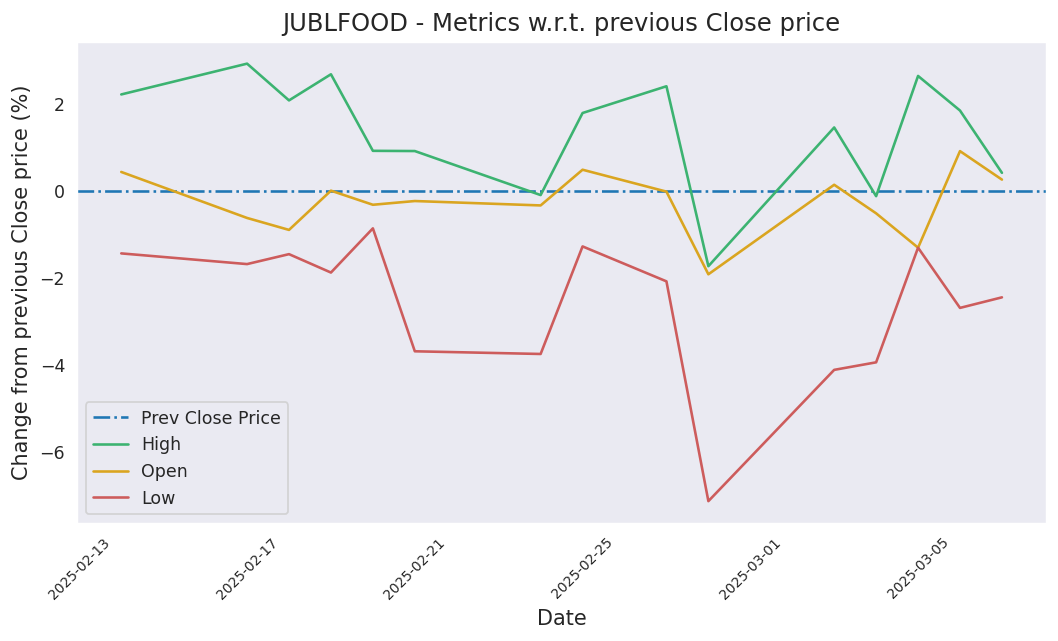 JUBLFOOD - Metrics w.r.t. previous Close price
Change from previous Close price (%)
2
0
−2
−4
−6
Prev Close Price
High
Open
Low
2025-02-13
2025-02-17
2025-02-21
2025-02-25
2025-03-01
2025-03-05
Date